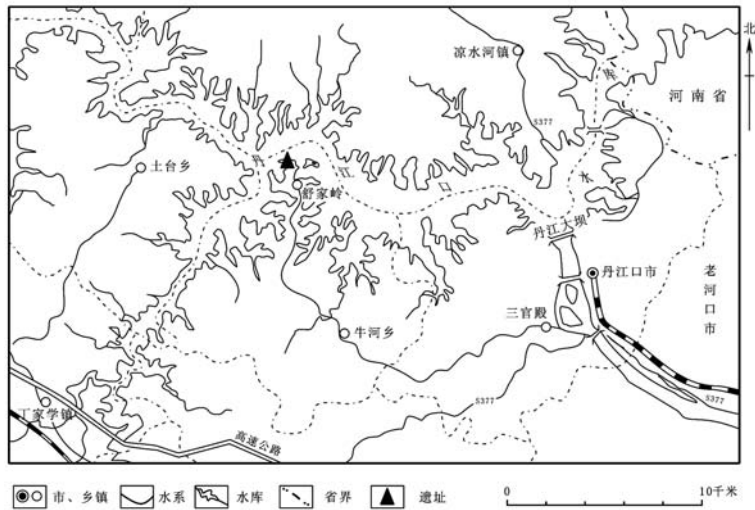 北
凉水河镇
库
河南省
S377
土台乡
丹
江
口
水
舒家岭
丹江大坝
丹江口市
老河口市
三官殿
牛河乡
丁家学镇
高速公路
S377
S377
市、乡镇
水系
水库
省界
遗址
0
10千米